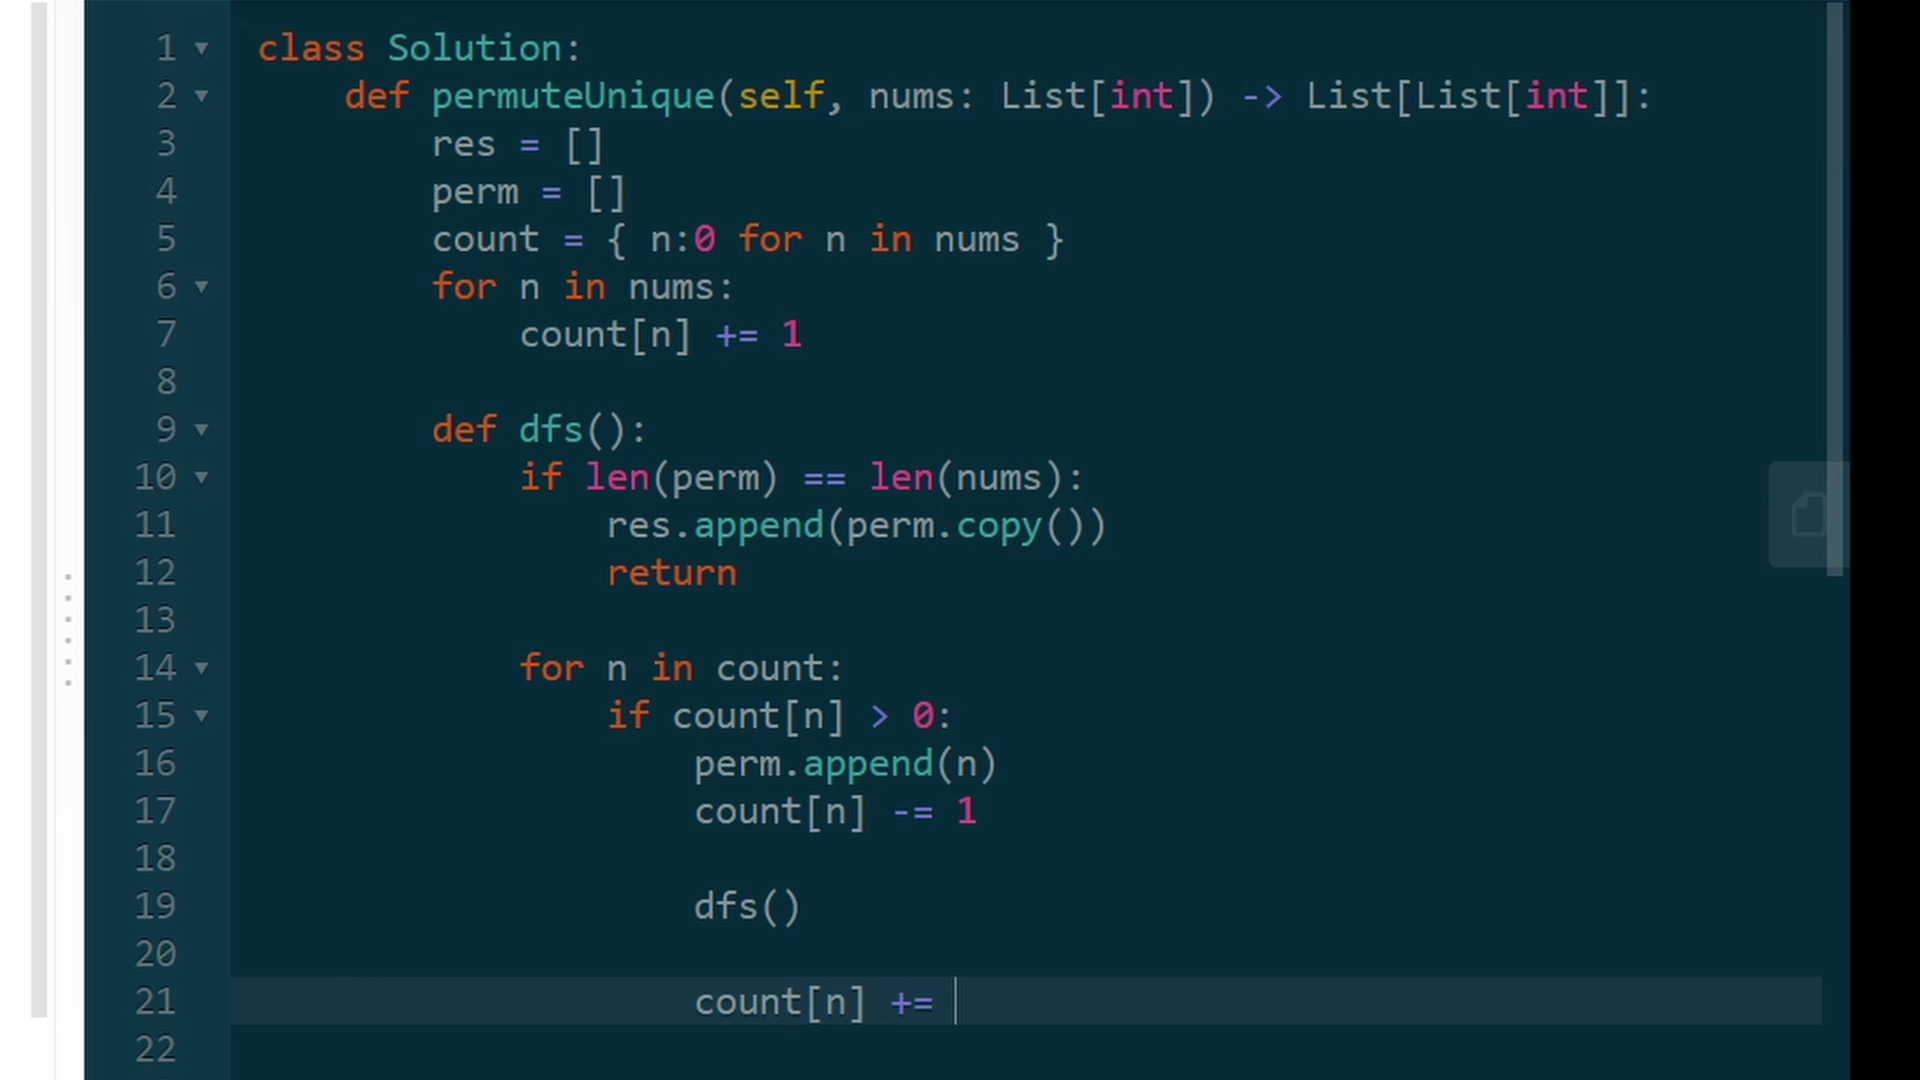 1 class Solution:
2 def permuteUnique(self, nums: List[int]) -> List[List[int]]:
3 res = []
4 perm = []
5 count = { n:0 for n in nums }
6 for n in nums:
7 count[n] += 1
8
9 def dfs():
10 if len(perm) == len(nums):
11 res.append(perm.copy())
12 return
13
14 for n in count:
15 if count[n] > 0:
16 perm.append(n)
17 count[n] -= 1
18
19 dfs()
20
21 count[n] +=
22